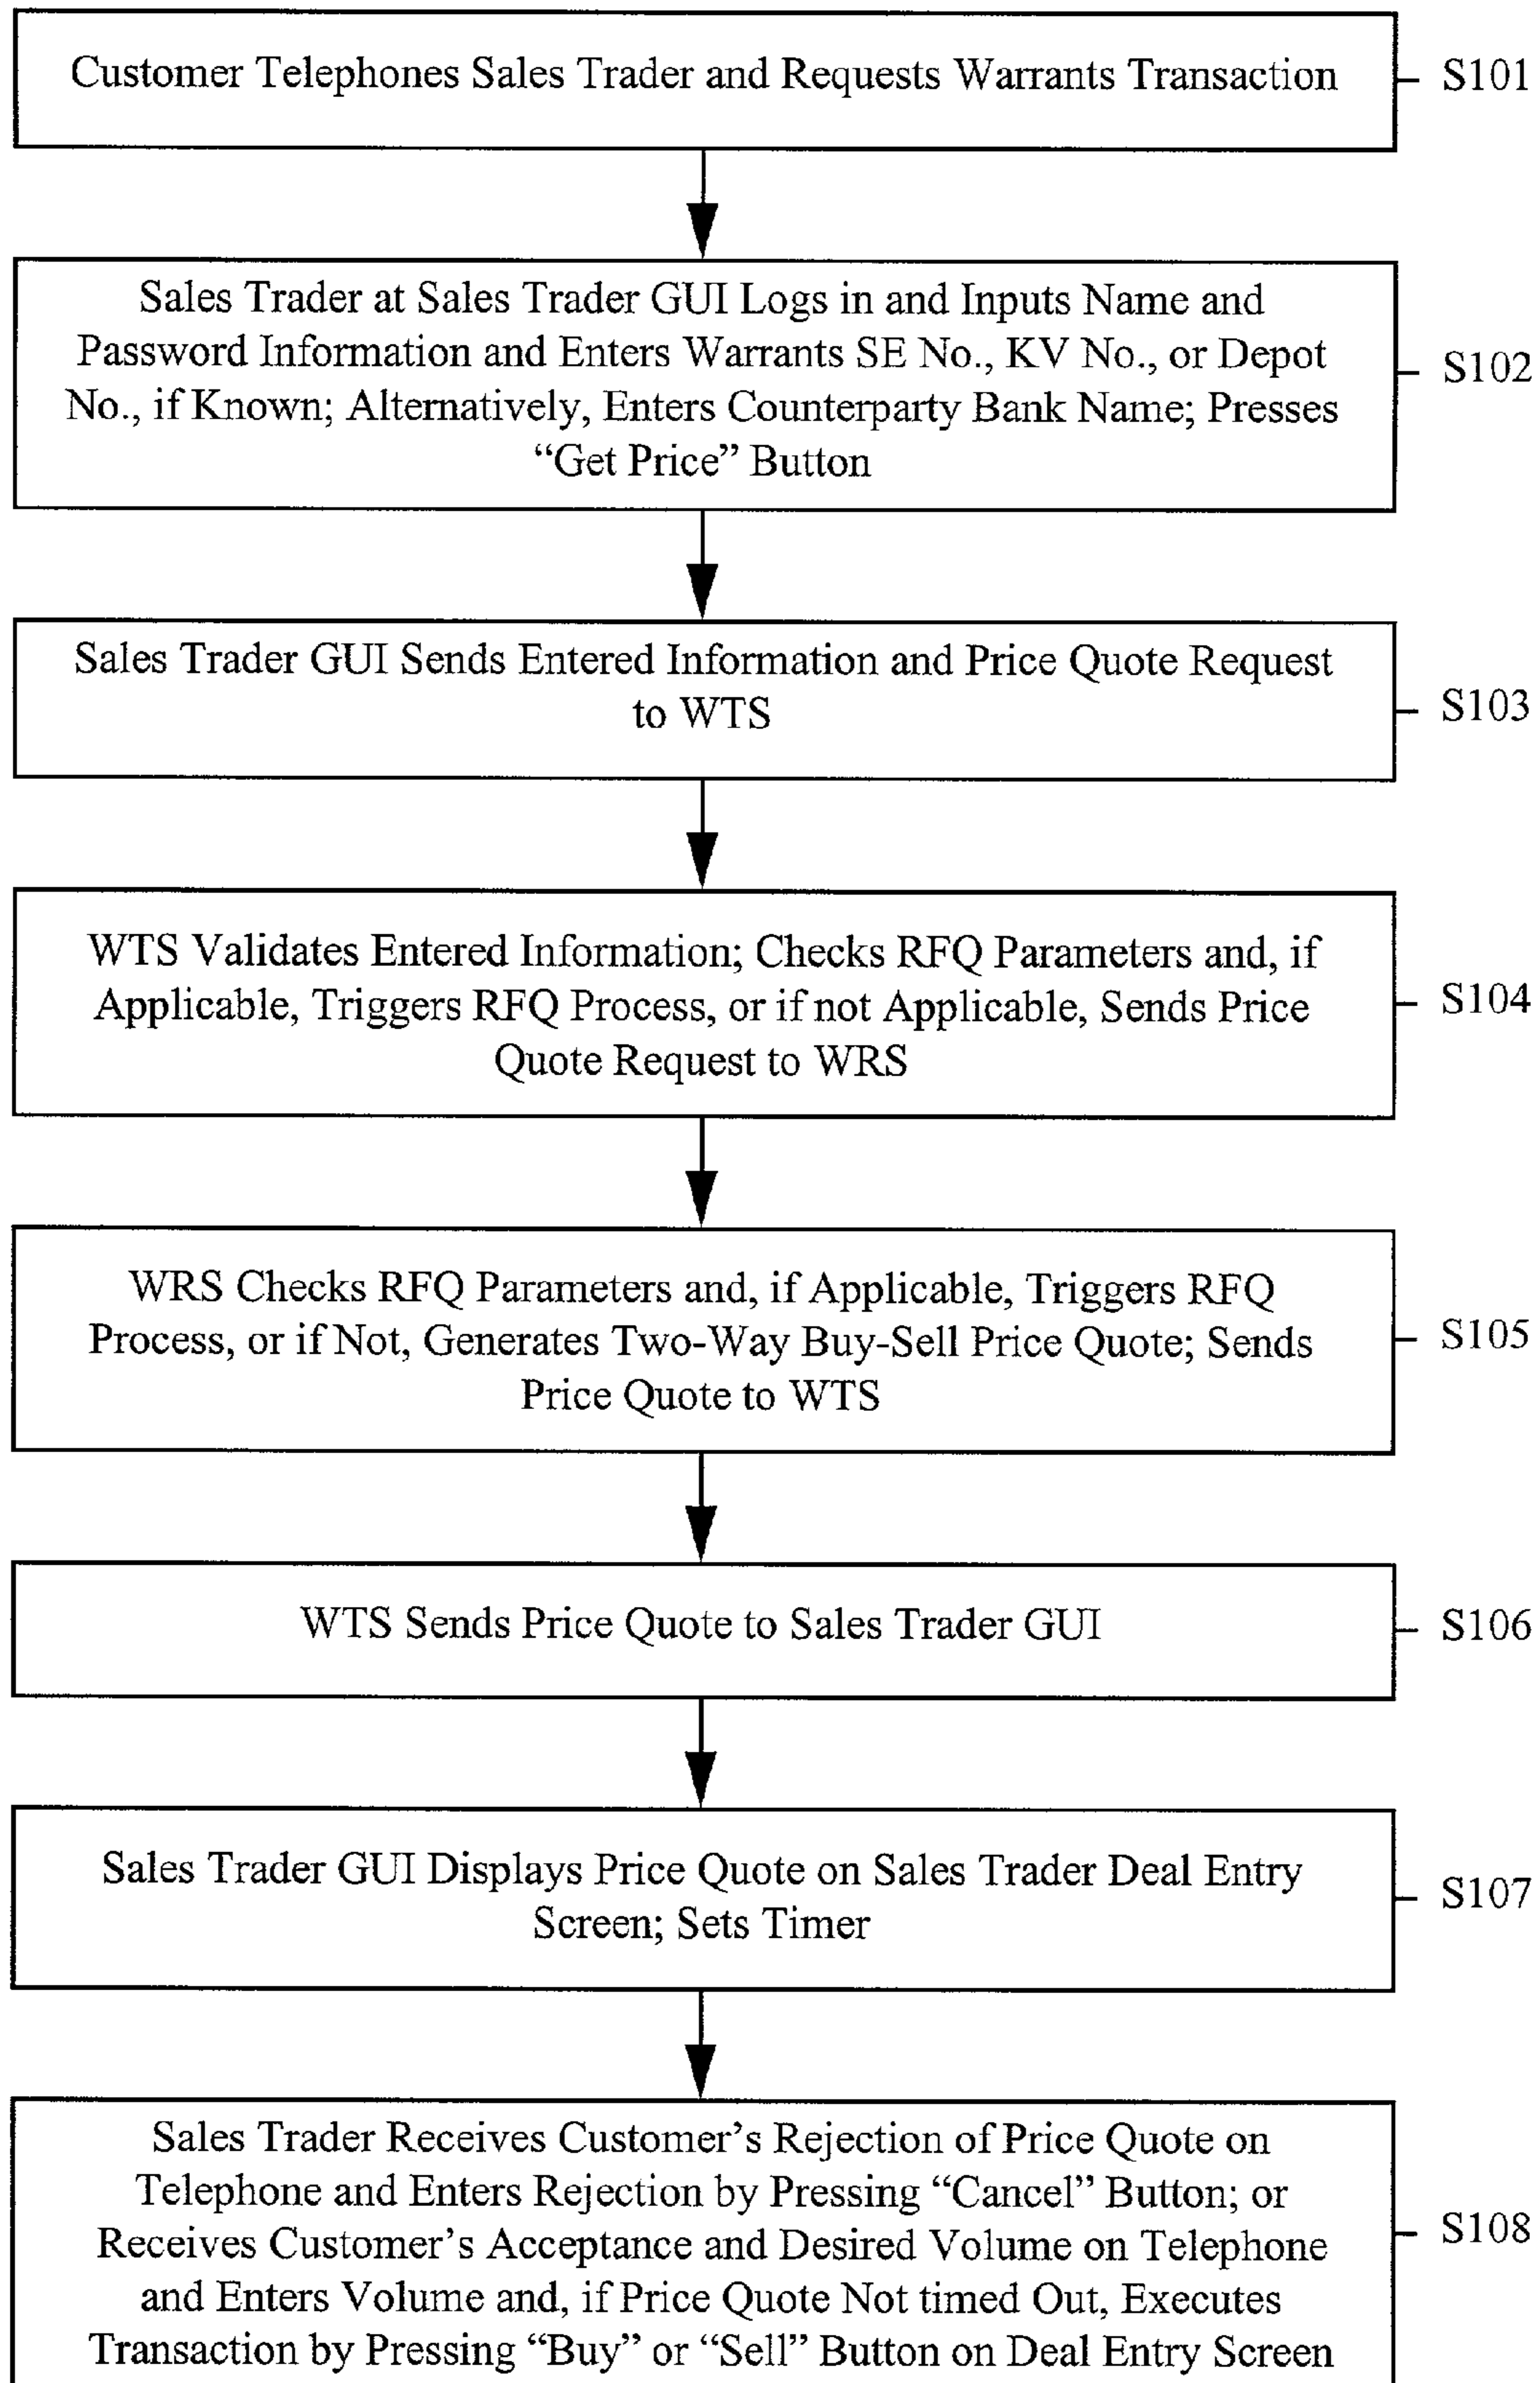 Customer Telephones Sales Trader and Requests Warrants Transaction
S101
Sales Trader at Sales Trader GUI Logs in and Inputs Name and
Password Information and Enters Warrants SE No., KV No., or Depot
No., if Known; Alternatively, Enters Counterparty Bank Name; Presses
“Get Price” Button
S102
Sales Trader GUI Sends Entered Information and Price Quote Request
to WTS
S103
WTS Validates Entered Information; Checks RFQ Parameters and, if
Applicable, Triggers RFQ Process, or if not Applicable, Sends Price
Quote Request to WRS
S104
WRS Checks RFQ Parameters and, if Applicable, Triggers RFQ
Process, or if Not, Generates Two-Way Buy-Sell Price Quote; Sends
Price Quote to WTS
S105
WTS Sends Price Quote to Sales Trader GUI
S106
Sales Trader GUI Displays Price Quote on Sales Trader Deal Entry
Screen; Sets Timer
S107
Sales Trader Receives Customer’s Rejection of Price Quote on
Telephone and Enters Rejection by Pressing “Cancel” Button; or
Receives Customer’s Acceptance and Desired Volume on Telephone
and Enters Volume and, if Price Quote Not timed Out, Executes
Transaction by Pressing “Buy” or “Sell” Button on Deal Entry Screen
S108